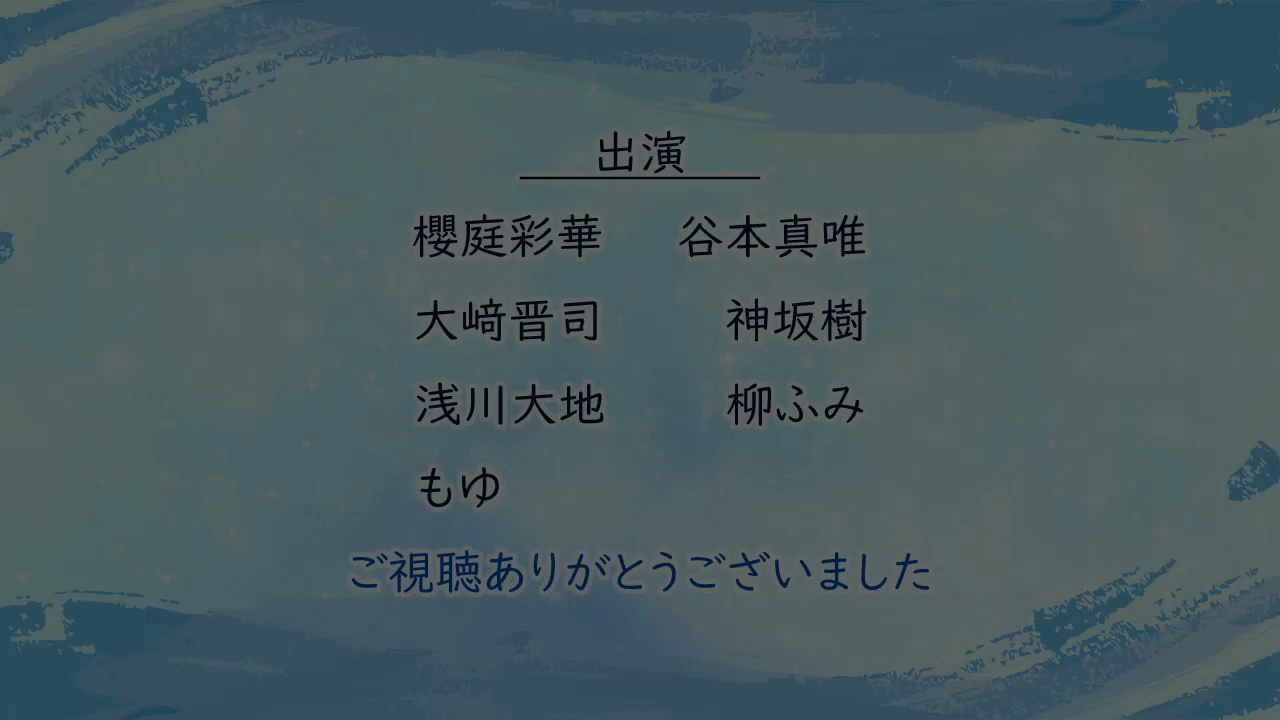 出演
櫻庭彩華 谷本真唯
大﨑晋司 神坂樹
浅川大地 柳ふみ
もゆ
ご視聴ありがとうございました